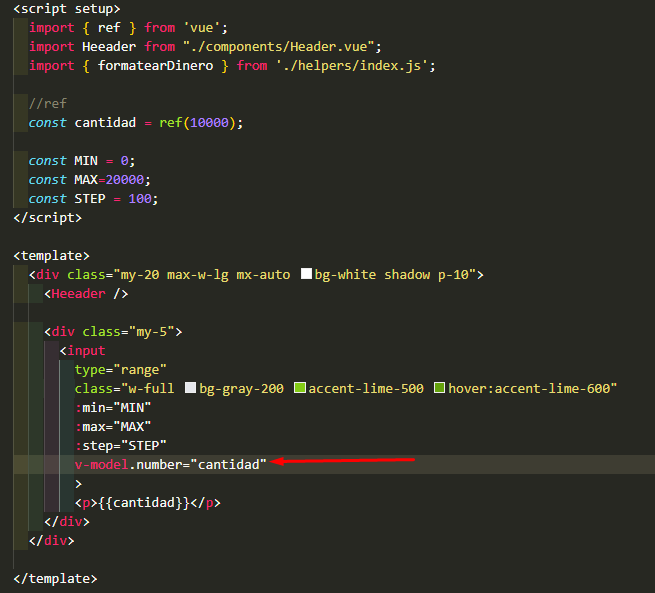 <script setup>
import { ref } from 'vue';
import Heeader from "./components/Header.vue";
import { formatearDinero } from './helpers/index.js';
//ref
const cantidad = ref(10000);
const MIN = 0;
const MAX=20000;
const STEP = 100;
</script>
<template>
<div class="my-20 max-w-lg mx-auto bg-white shadow p-10">
<Heeader />
<div class="my-5">
<input
type="range"
class="w-full bg-gray-200 accent-lime-500 hover:accent-lime-600"
:min="MIN"
:max="MAX"
:step="STEP"
v-model.number="cantidad"
>
<p>{{cantidad}}</p>
</div>
</div>
</template>